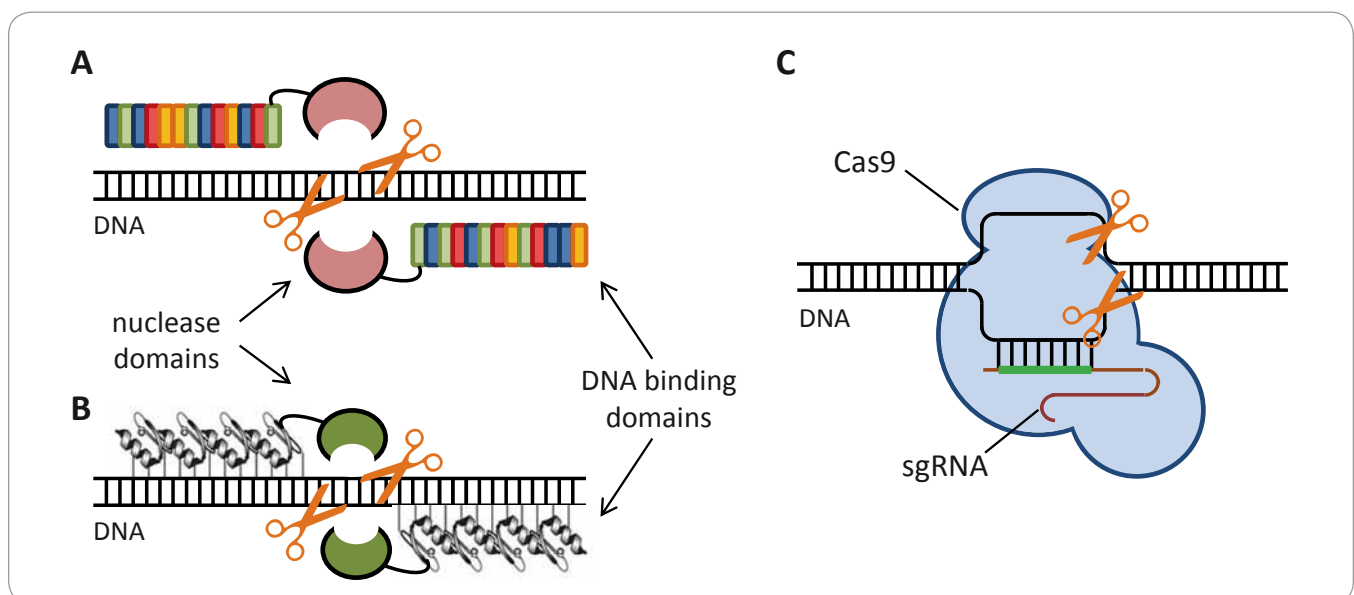 A
DNA
nuclease
domains
B
DNA
DNA binding
domains
C
Cas9
DNA
sgRNA